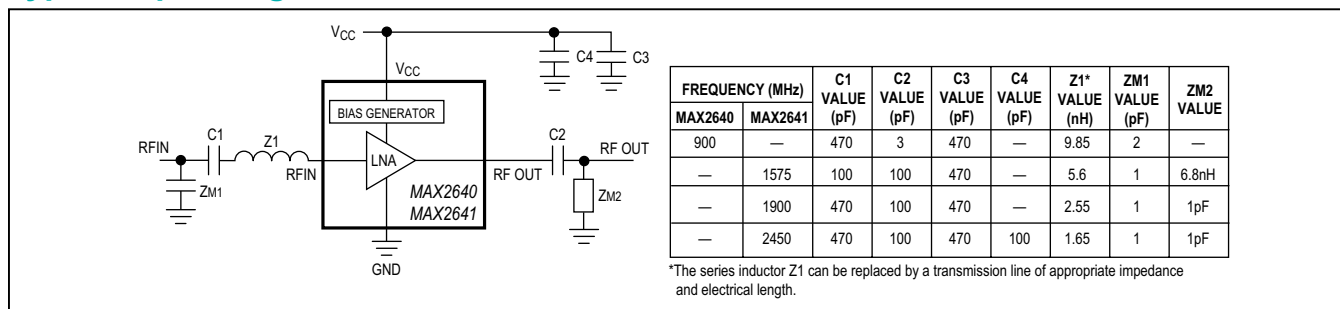 VCC
C4
C3
VCC
BIAS GENERATOR
C1
Z1
C2
RFIN
RFIN
LNA
RF OUT
RF OUT
ZM1
MAX2640
MAX2641
ZM2
GND
FREQUENCY (MHz) C1 VALUE (pF) C2 VALUE (pF) C3 VALUE (pF) C4 VALUE (pF) Z1* VALUE (nH) ZM1 VALUE (pF) ZM2 VALUE
MAX2640 MAX2641
900 — 470 3 470 — 9.85 2 —
— 1575 100 100 470 — 5.6 1 6.8nH
— 1900 470 100 470 — 2.55 1 1pF
— 2450 470 100 470 100 1.65 1 1pF
*The series inductor Z1 can be replaced by a transmission line of appropriate impedance
and electrical length.